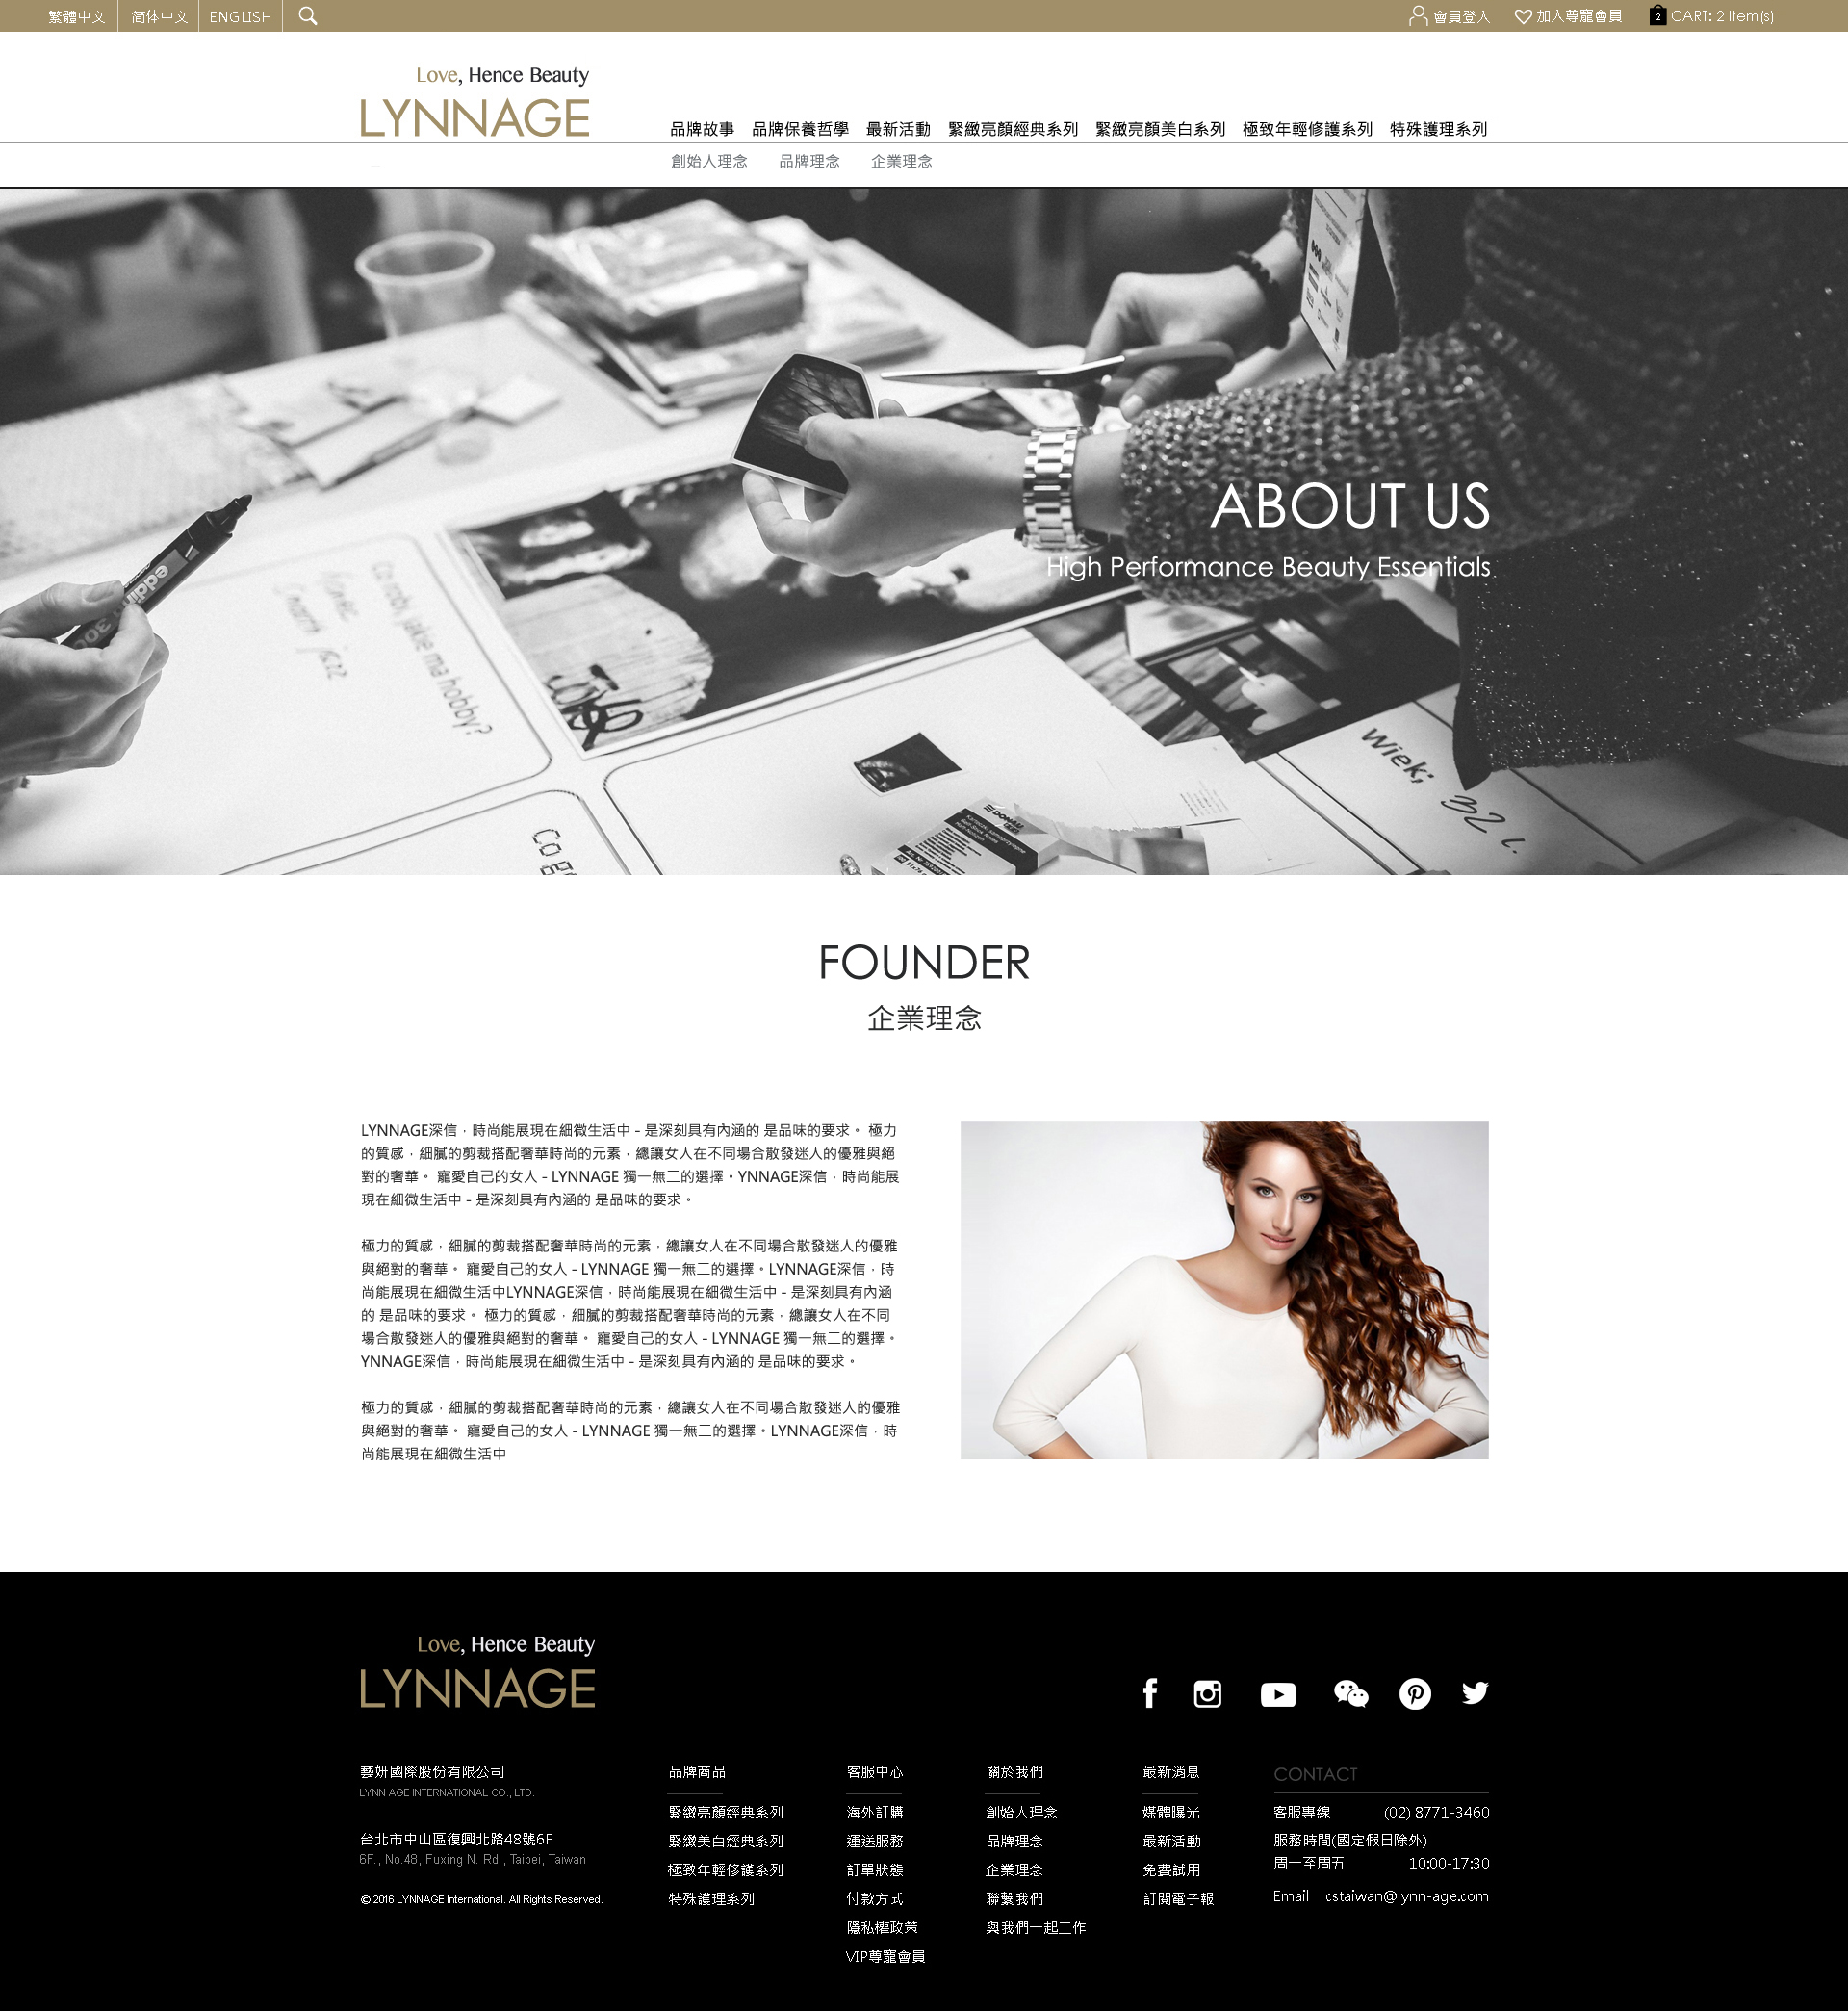 繁體中文 简体中文 ENGLISH
會員登入 加入尊寵會員 2 CART: 2 item(s)
Love, Hence Beauty
LYNNAGE
品牌故事 品牌保養哲學 最新活動 緊緻亮顏經典系列 緊緻亮顏美白系列 極致年輕修護系列 特殊護理系列
創始人理念 品牌理念 企業理念
edding
Co robi, jakie ma hobby?
Wiek;
32 l.
DONAU
ABOUT US
High Performance Beauty Essentials.
FOUNDER
企業理念
LYNNAGE深信，時尚能展現在細微生活中 - 是深刻具有內涵的 是品味的要求。 極力
的質感，細膩的剪裁搭配奢華時尚的元素，總讓女人在不同場合散發迷人的優雅與絕
對的奢華。 寵愛自己的女人 - LYNNAGE 獨一無二的選擇。YNNAGE深信，時尚能展
現在細微生活中 - 是深刻具有內涵的 是品味的要求。
極力的質感，細膩的剪裁搭配奢華時尚的元素，總讓女人在不同場合散發迷人的優雅
與絕對的奢華。 寵愛自己的女人 - LYNNAGE 獨一無二的選擇。LYNNAGE深信，時
尚能展現在細微生活中LYNNAGE深信，時尚能展現在細微生活中 - 是深刻具有內涵
的 是品味的要求。 極力的質感，細膩的剪裁搭配奢華時尚的元素，總讓女人在不同
場合散發迷人的優雅與絕對的奢華。 寵愛自己的女人 - LYNNAGE 獨一無二的選擇。
YNNAGE深信，時尚能展現在細微生活中 - 是深刻具有內涵的 是品味的要求。
極力的質感，細膩的剪裁搭配奢華時尚的元素，總讓女人在不同場合散發迷人的優雅
與絕對的奢華。 寵愛自己的女人 - LYNNAGE 獨一無二的選擇。LYNNAGE深信，時
尚能展現在細微生活中
Love, Hence Beauty
LYNNAGE
藝妍國際股份有限公司
LYNN AGE INTERNATIONAL CO., LTD.
台北市中山區復興北路48號6F
6F., No.48, Fuxing N. Rd., Taipei, Taiwan
© 2016 LYNNAGE International. All Rights Reserved.
品牌商品
緊緻亮顏經典系列
緊緻美白經典系列
極致年輕修護系列
特殊護理系列
客服中心
海外訂購
運送服務
訂單狀態
付款方式
隱私權政策
VIP尊寵會員
關於我們
創始人理念
品牌理念
企業理念
聯繫我們
與我們一起工作
最新消息
媒體曝光
最新活動
免費試用
訂閱電子報
CONTACT
客服專線 (02) 8771-3460
服務時間(國定假日除外)
周一至周五 10:00-17:30
Email cstaiwan@lynn-age.com